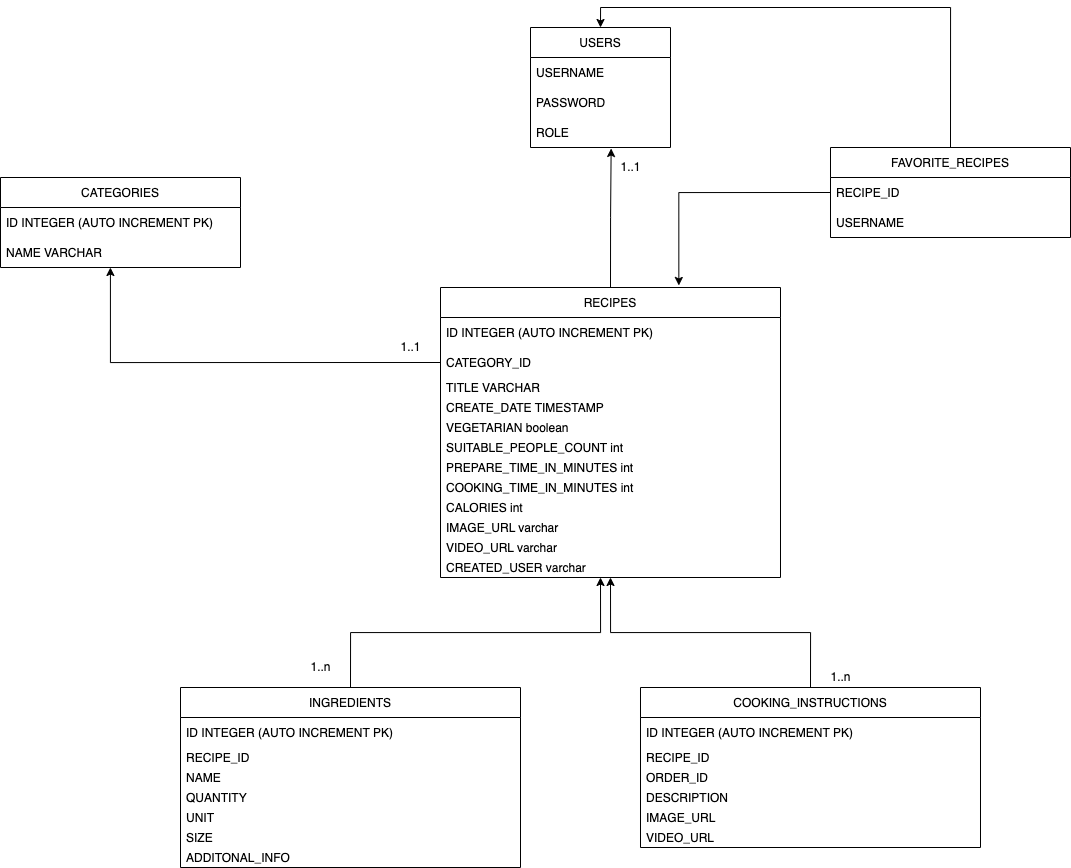 USERS
USERNAME
PASSWORD
ROLE
1..1
FAVORITE_RECIPES
RECIPE_ID
USERNAME
CATEGORIES
ID INTEGER (AUTO INCREMENT PK)
NAME VARCHAR
1..1
RECIPES
ID INTEGER (AUTO INCREMENT PK)
CATEGORY_ID
TITLE VARCHAR
CREATE_DATE TIMESTAMP
VEGETARIAN boolean
SUITABLE_PEOPLE_COUNT int
PREPARE_TIME_IN_MINUTES int
COOKING_TIME_IN_MINUTES int
CALORIES int
IMAGE_URL varchar
VIDEO_URL varchar
CREATED_USER varchar
1..n
INGREDIENTS
ID INTEGER (AUTO INCREMENT PK)
RECIPE_ID
NAME
QUANTITY
UNIT
SIZE
ADDITONAL_INFO
1..n
COOKING_INSTRUCTIONS
ID INTEGER (AUTO INCREMENT PK)
RECIPE_ID
ORDER_ID
DESCRIPTION
IMAGE_URL
VIDEO_URL